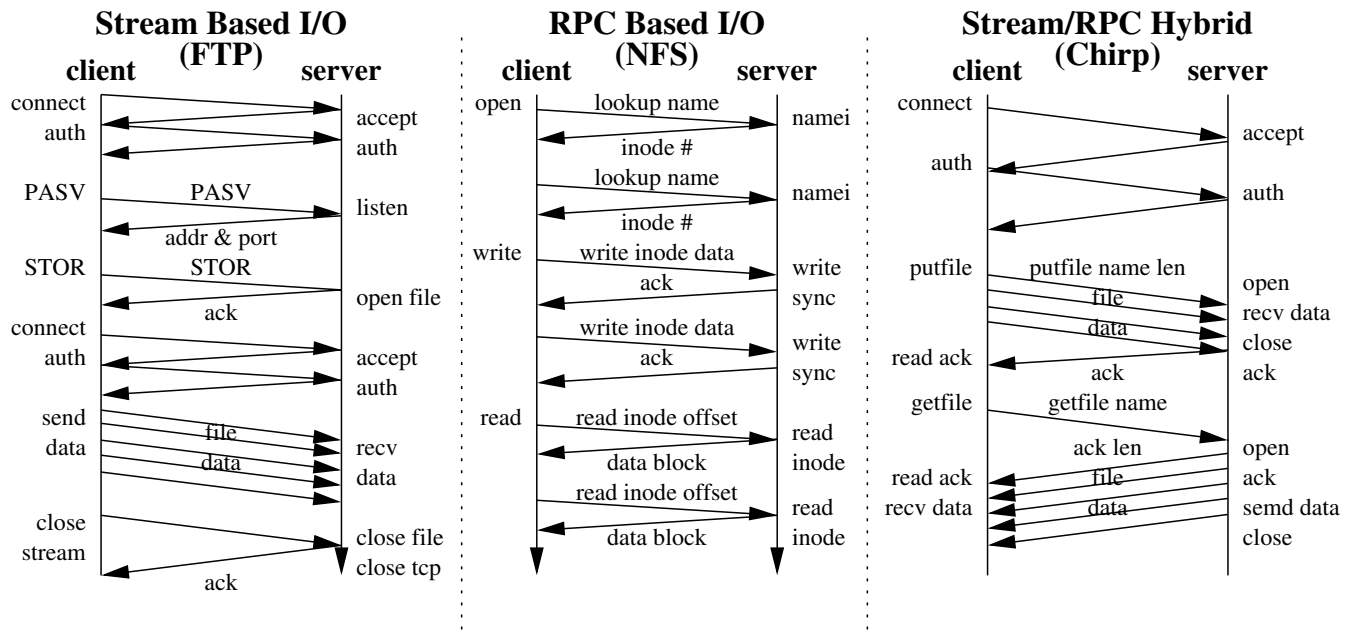 Stream Based I/O
(FTP)
client
server
connect
accept
auth
auth
PASV
PASV
listen
addr & port
STOR
STOR
open file
ack
connect
accept
auth
auth
send
file
recv
data
data
data
close
close file
stream
close tcp
ack
RPC Based I/O
(NFS)
client
server
open
lookup name
namei
inode #
lookup name
namei
inode #
write
write inode data
write
ack
sync
write inode data
write
ack
sync
read
read inode offset
read
data block
inode
read inode offset
read
data block
inode
Stream/RPC Hybrid
(Chirp)
client
server
connect
accept
auth
auth
putfile
putfile name len
open
file
recv data
data
close
read ack
ack
ack
getfile
getfile name
ack len
open
read ack
file
ack
recv data
data
semd data
close